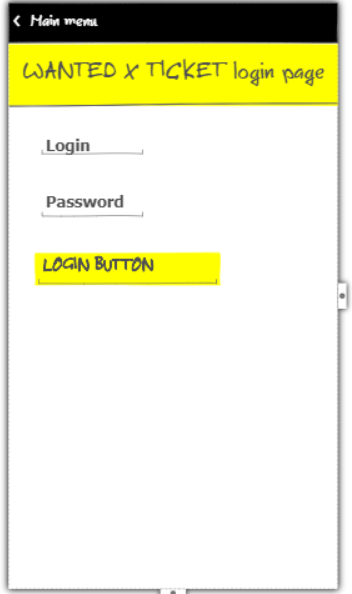 Main menu
WANTED X TICKET login page
Login
Password
LOGIN BUTTON